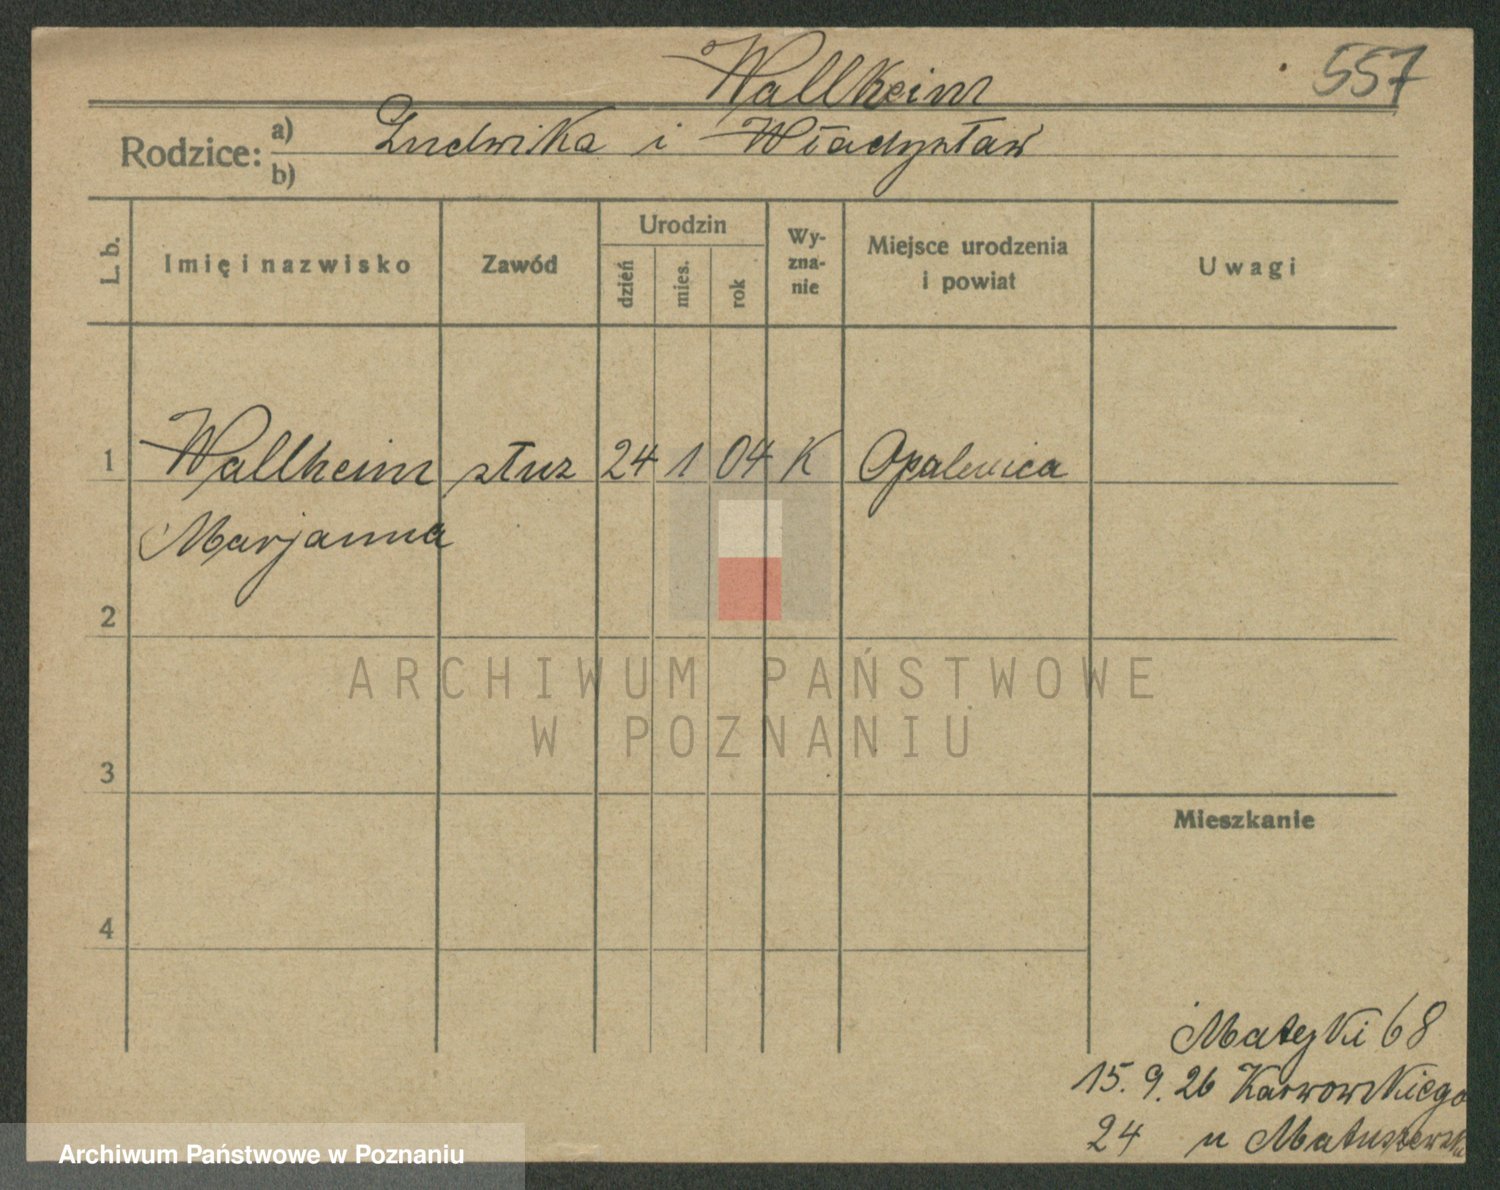 Wallheim 557
Rodzice: a) Ludwika i Władysław
b)
L. b. Imię i nazwisko Zawód Urodzin dzień mies. rok Wy-zna-nie Miejsce urodzenia i powiat Uwagi
1 Wallheim służ 24 1 04 K Opalenica
Marjanna
2
ARCHIWUM PAŃSTWOWE
W POZNANIU
3
Mieszkanie
4
Matejki 68
15. 9. 26 Karwowskiego
24 u Matuszewsk
Archiwum Państwowe w Poznaniu